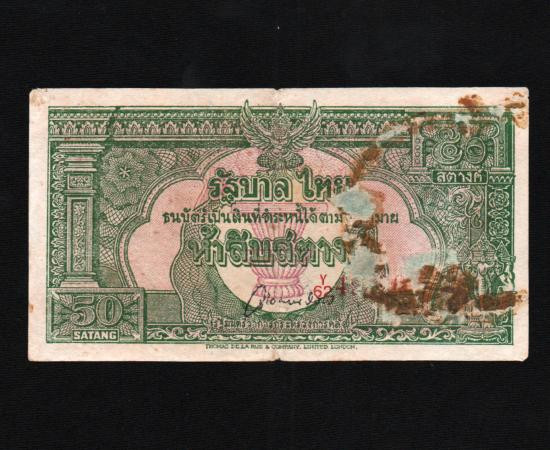 ๕๐
สตางค์
รัฐบาล ไทย
ธนบัตร์เป็นเงินที่ชำระหนี้ได้ตาม
ห้าสิบสตางค์
Y
62
50
SATANG
THOMAS DE LA RUE & COMPANY, LIMITED LONDON.